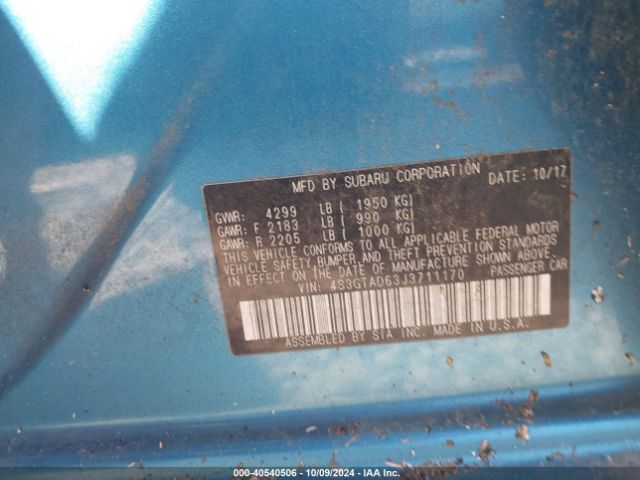 MFD BY SUBARU CORPORATION DATE: 10/17
GVWR: 4299 LB ( 1950 KG)
GAWR: F 2183 LB ( 990 KG)
GAWR: R 2205 LB ( 1000 KG)
THIS VEHICLE CONFORMS TO ALL APPLICABLE FEDERAL MOTOR
VEHICLE SAFETY, BUMPER, AND THEFT PREVENTION STANDARDS
IN EFFECT ON THE DATE OF MANUFACTURE SHOWN ABOVE.
VIN: 4S3GTAD63J3711170 PASSENGER CAR
ASSEMBLED BY SIA INC. MADE IN U.S.A.
000-40540506 - 10/09/2024 - IAA Inc.